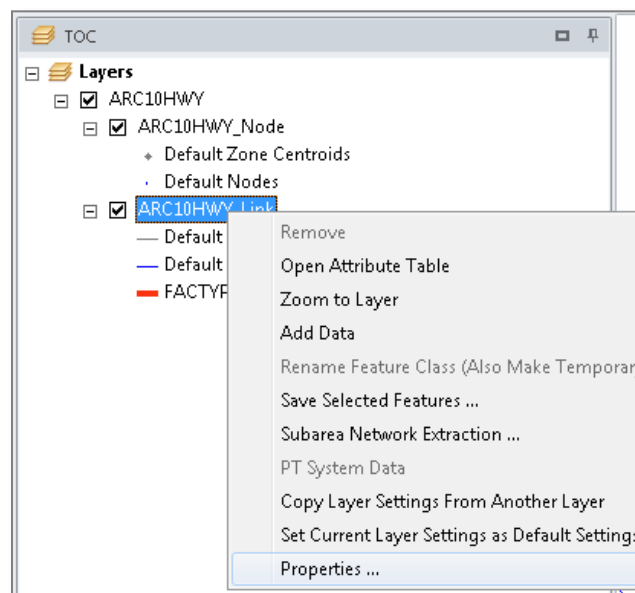 TOC
Layers
ARC10HWY
ARC10HWY_Node
Default Zone Centroids
Default Nodes
ARC10HWY_Link
Default
Default
FACTYP
Remove
Open Attribute Table
Zoom to Layer
Add Data
Rename Feature Class (Also Make Temporar
Save Selected Features ...
Subarea Network Extraction ...
PT System Data
Copy Layer Settings From Another Layer
Set Current Layer Settings as Default Settings
Properties ...